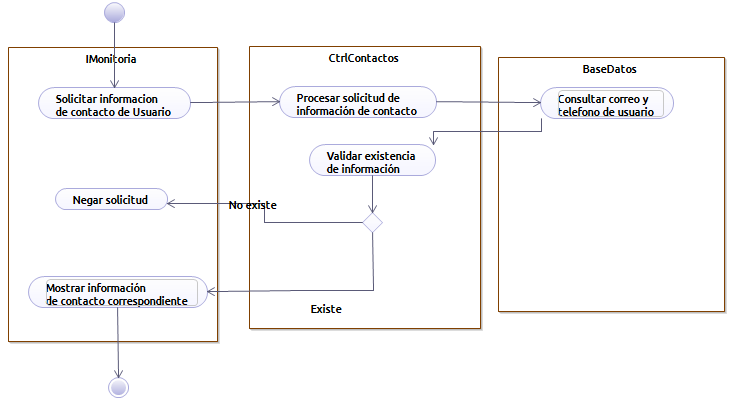 IMonitoria
CtrlContactos
BaseDatos
Solicitar informacion
de contacto de Usuario
Procesar solicitud de
información de contacto
Consultar correo y
telefono de usuario
Validar existencia
de información
Negar solicitud
No existe
Mostrar información
de contacto correspondiente
Existe